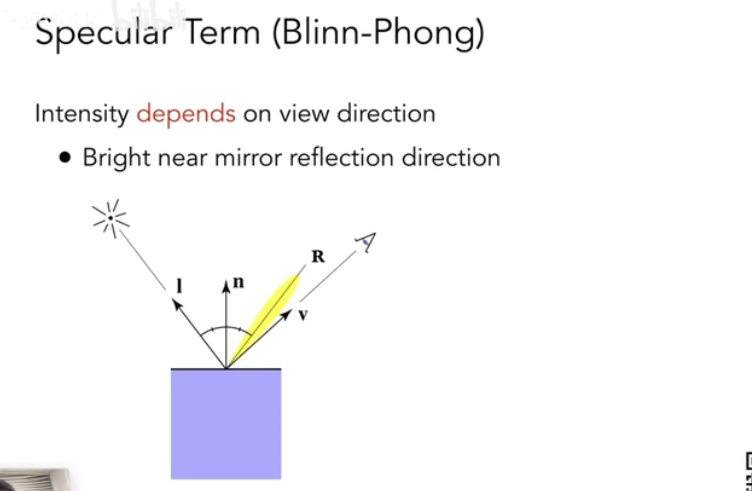 Specular Term (Blinn-Phong)
Intensity depends on view direction
• Bright near mirror reflection direction
R
l
n
v